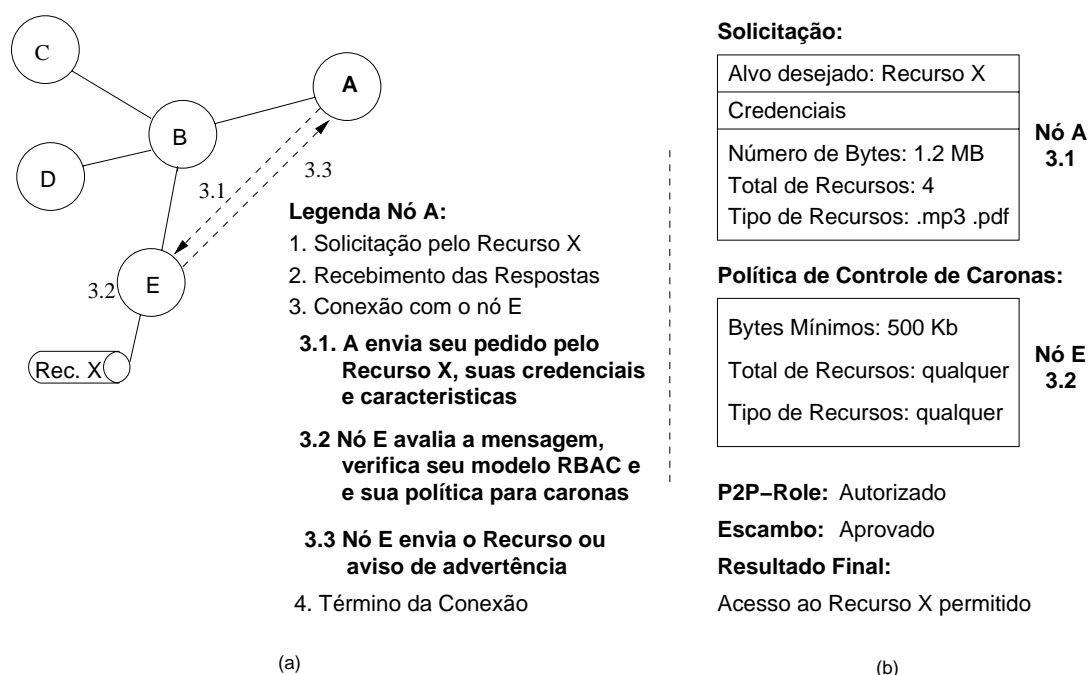 C
A
B
D
E
3.1
3.3
3.2
Rec. X
Legenda Nó A:
1. Solicitação pelo Recurso X
2. Recebimento das Respostas
3. Conexão com o nó E
3.1. A envia seu pedido pelo
Recurso X, suas credenciais
e caracteristicas
3.2 Nó E avalia a mensagem,
verifica seu modelo RBAC e
e sua política para caronas
3.3 Nó E envia o Recurso ou
aviso de advertência
4. Término da Conexão
(a)
Solicitação:
Alvo desejado: Recurso X
Credenciais
Número de Bytes: 1.2 MB
Total de Recursos: 4
Tipo de Recursos: .mp3 .pdf
Nó A
3.1
Política de Controle de Caronas:
Bytes Mínimos: 500 Kb
Total de Recursos: qualquer
Tipo de Recursos: qualquer
Nó E
3.2
P2P−Role: Autorizado
Escambo: Aprovado
Resultado Final:
Acesso ao Recurso X permitido
(b)